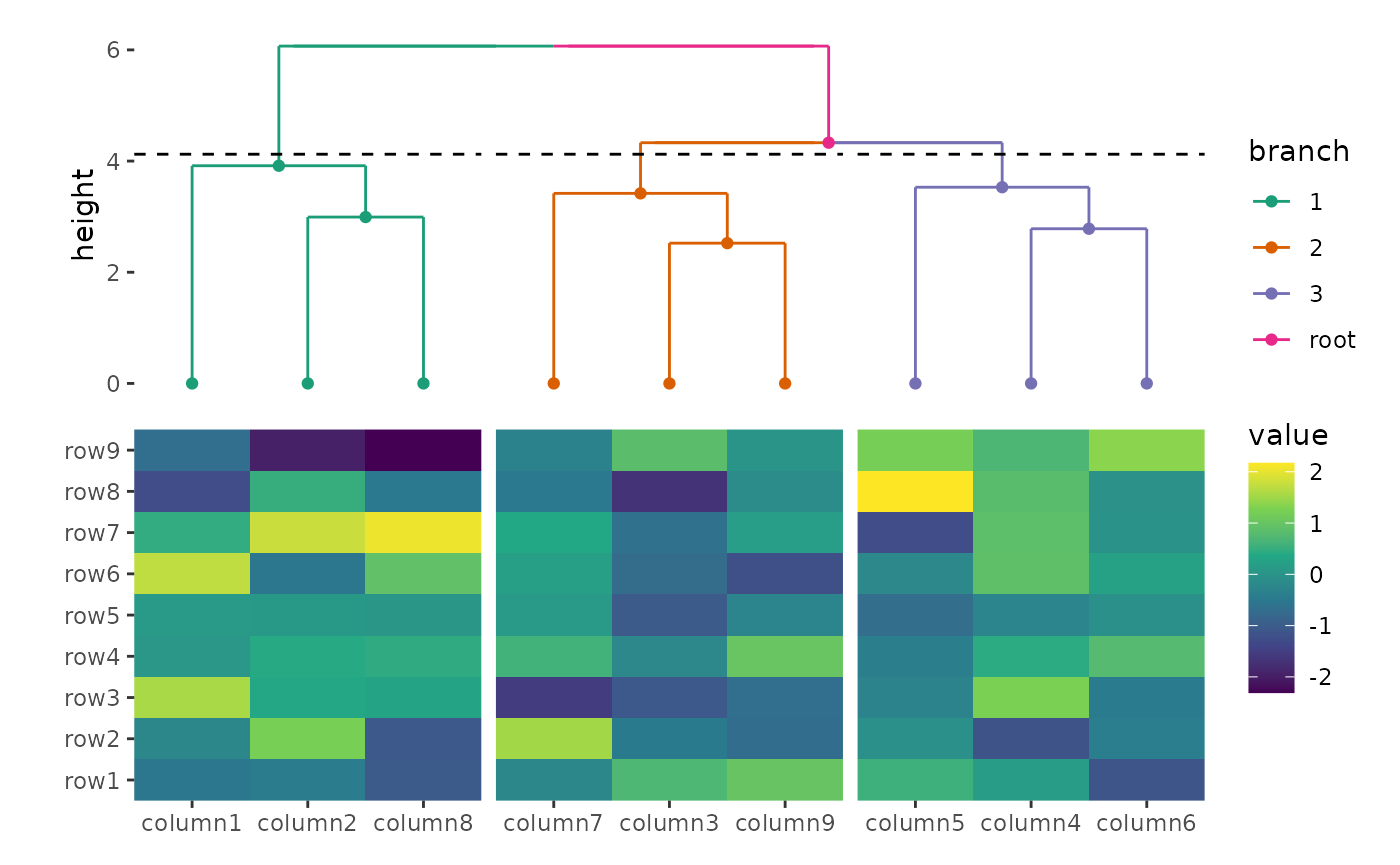 6
4
2
0
height
branch
1
2
3
root
row9
row8
row7
row6
row5
row4
row3
row2
row1
value
2
1
0
-1
-2
column1 column2 column8 column7 column3 column9 column5 column4 column6